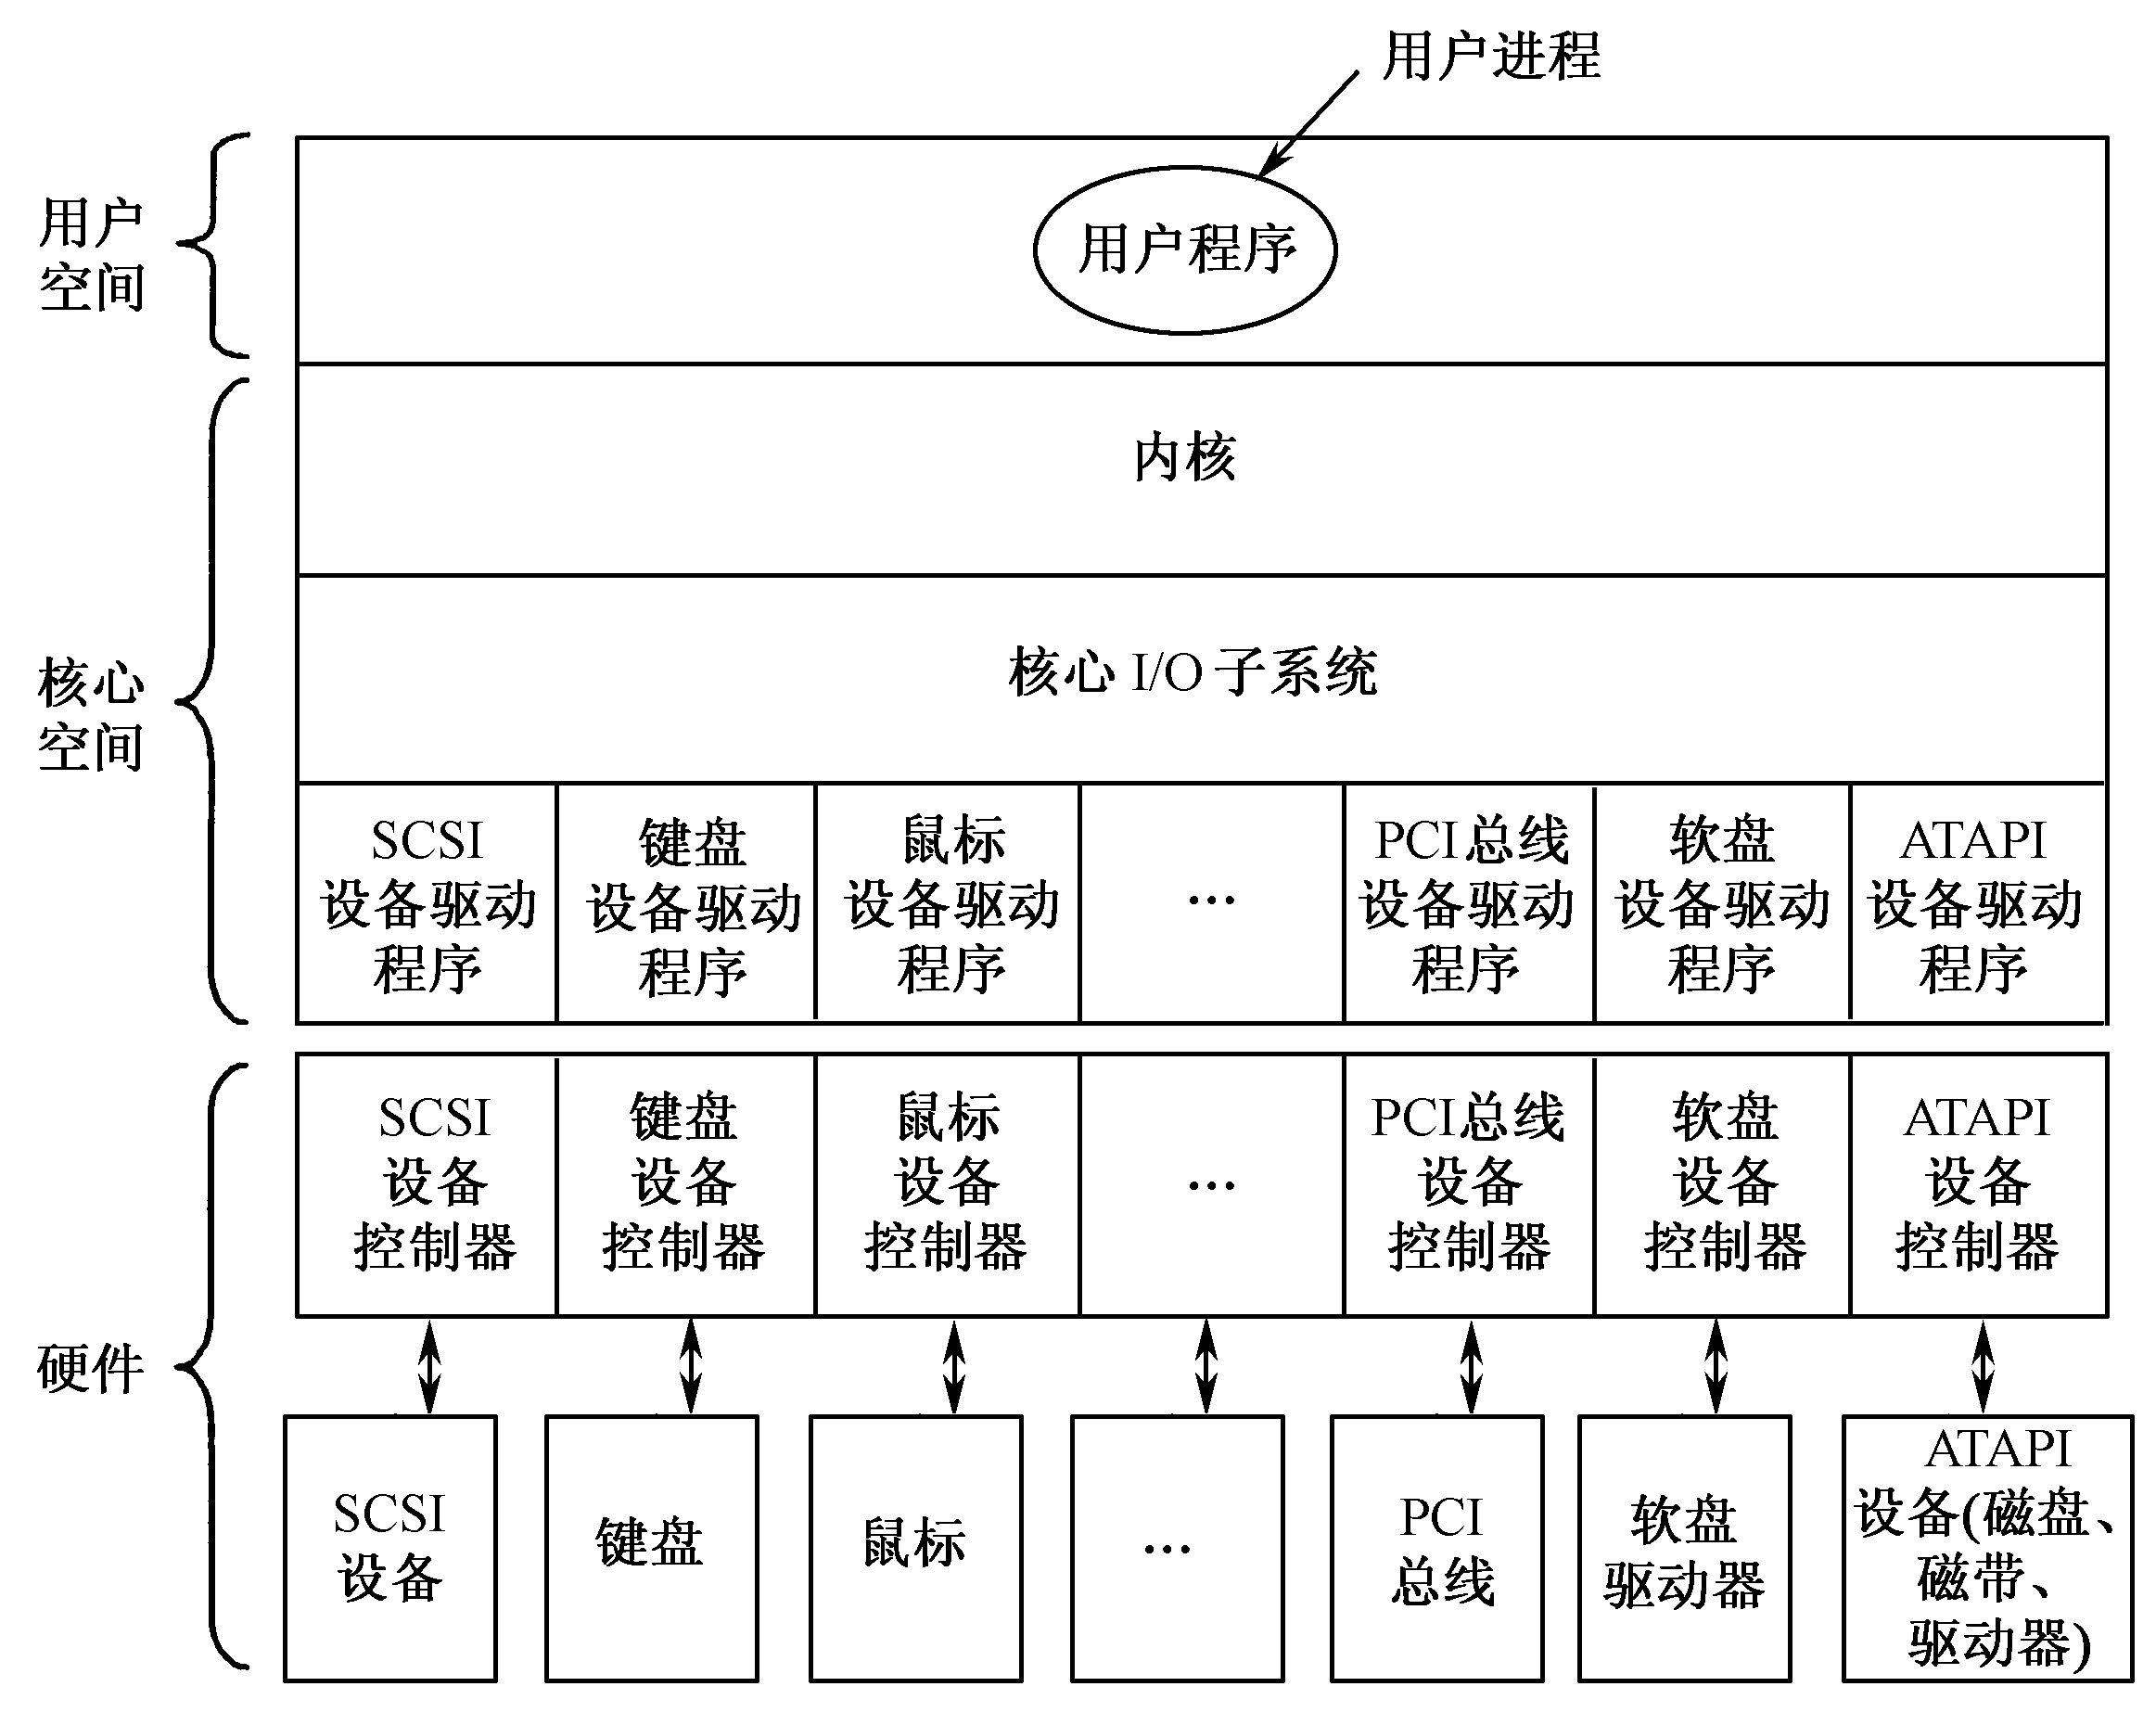 用户进程
用户
空间
用户程序
内核
核心
空间
核心 I/O 子系统
SCSI
设备驱动
程序
键盘
设备驱动
程序
鼠标
设备驱动
程序
…
PCI总线
设备驱动
程序
软盘
设备驱动
程序
ATAPI
设备驱动
程序
硬件
SCSI
设备
控制器
键盘
设备
控制器
鼠标
设备
控制器
…
PCI总线
设备
控制器
软盘
设备
控制器
ATAPI
设备
控制器
SCSI
设备
键盘
鼠标
…
PCI
总线
软盘
驱动器
ATAPI
设备(磁盘、
磁带、
驱动器)